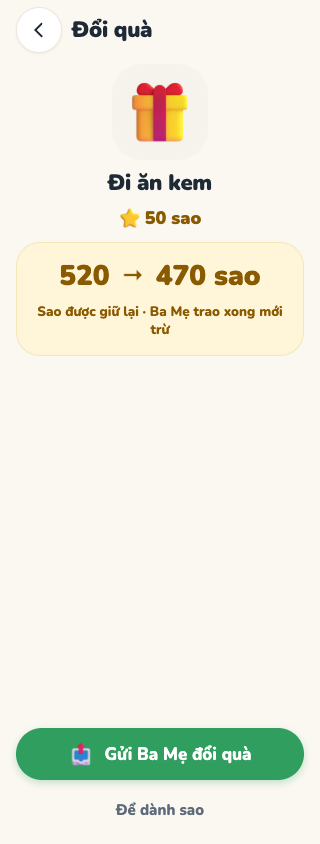 Đổi quà
Đi ăn kem
50 sao
520 → 470 sao
Sao được giữ lại · Ba Mẹ trao xong mới
trừ
Gửi Ba Mẹ đổi quà
Để dành sao